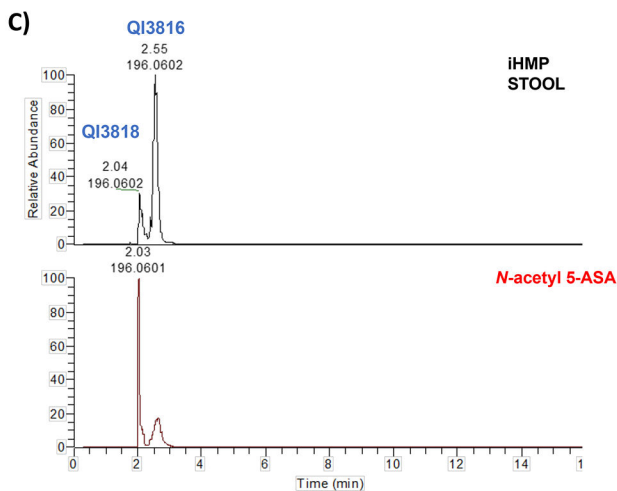 C)
QI3816
2.55
196.0602
iHMP
STOOL
QI3818
2.04
196.0602
100
80
60
40
20
0
Relative Abundance
2.03
196.0601
N-acetyl 5-ASA
100
80
60
40
20
0
0 2 4 6 8 10 12 14 1
Time (min)